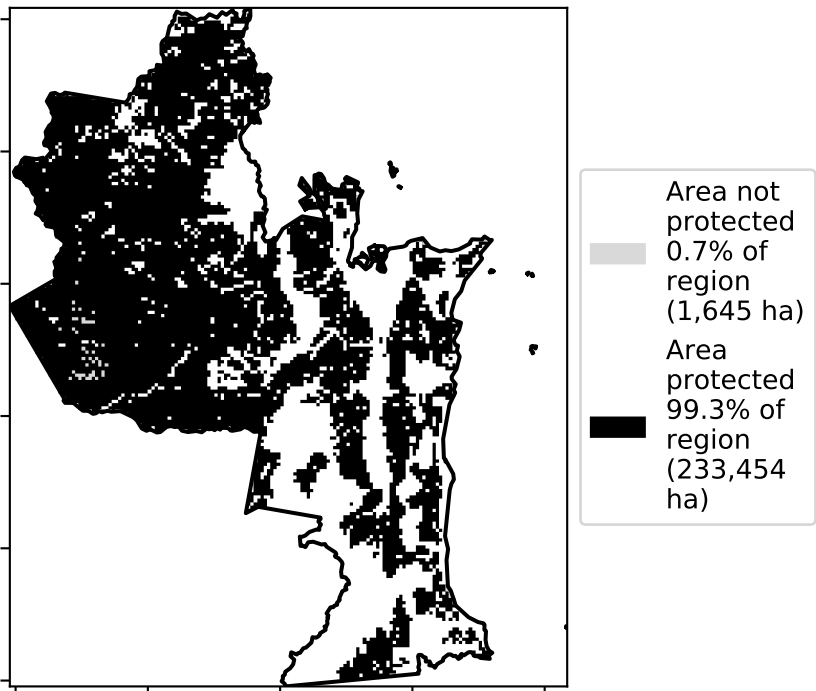 Area not
protected
0.7% of
region
(1,645 ha)
Area
protected
99.3% of
region
(233,454
ha)